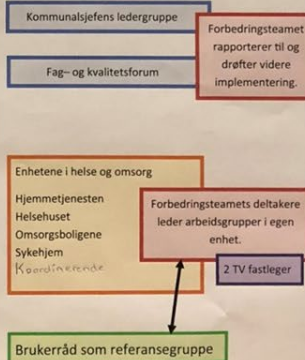 Kommunalsjefens ledergruppe
Forbedringsteamet
rapporterer til og
drøfter videre
implementering.
Fag– og kvalitetsforum
Enhetene i helse og omsorg
Hjemmetjenesten
Helsehuset
Omsorgsboligene
Sykehjem
Koordinerende
Forbedringsteamets deltakere
leder arbeidsgrupper i egen
enhet.
2 TV fastleger
Brukerråd som referansegruppe